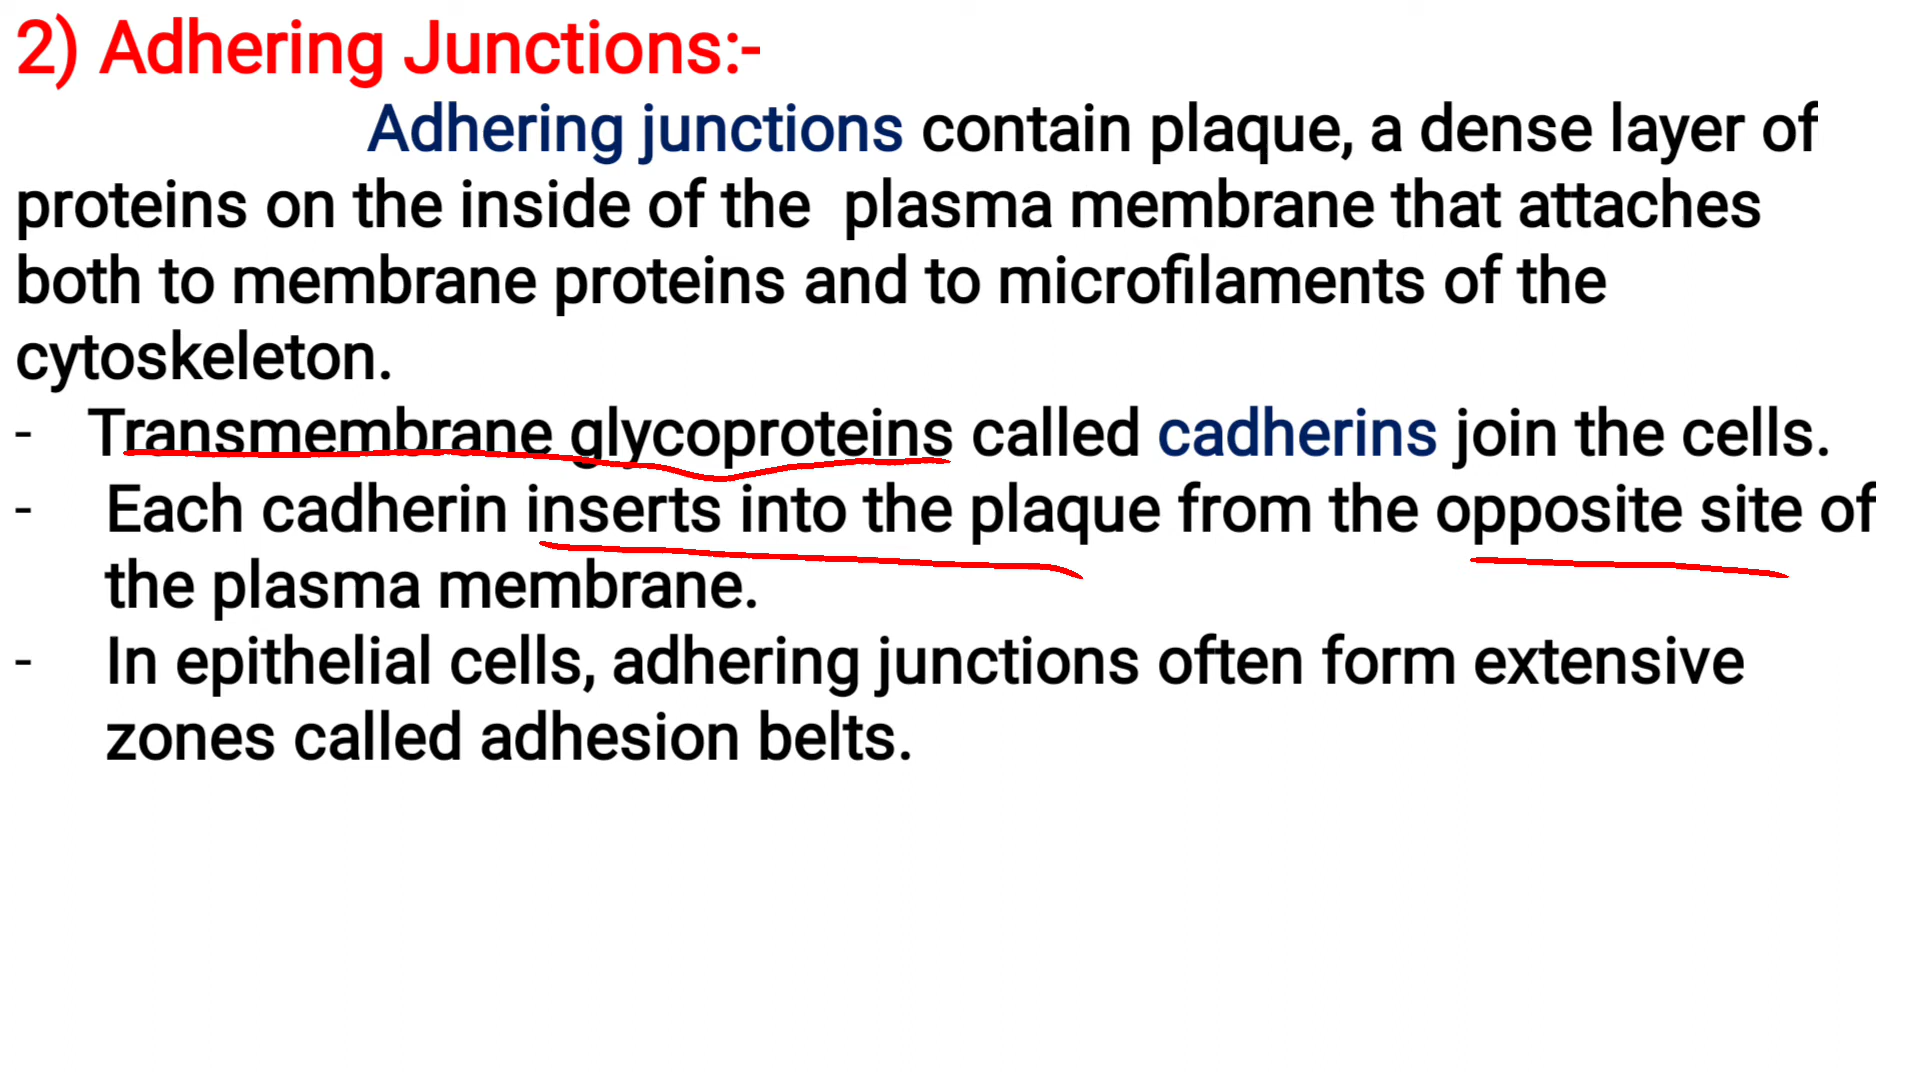 2) Adhering Junctions:-
Adhering junctions contain plaque, a dense layer of
proteins on the inside of the plasma membrane that attaches
both to membrane proteins and to microfilaments of the
cytoskeleton.
- Transmembrane glycoproteins called cadherins join the cells.
- Each cadherin inserts into the plaque from the opposite site of
the plasma membrane.
- In epithelial cells, adhering junctions often form extensive
zones called adhesion belts.